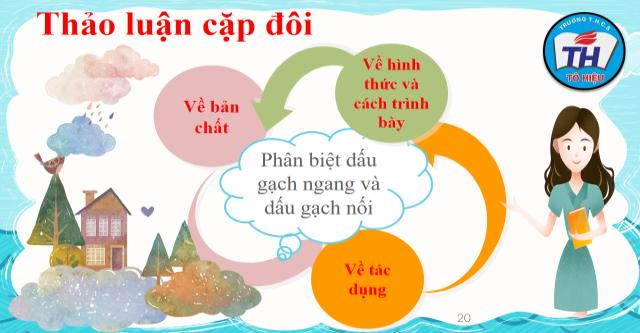 Thảo luận cặp đôi
TRƯỜNG T.H.C.S
TH
TÔ HIỆU
Về hình
thức và
cách trình
bày
Về bản
chất
Phân biệt dấu
gạch ngang và
dấu gạch nối
Về tác
dụng
20